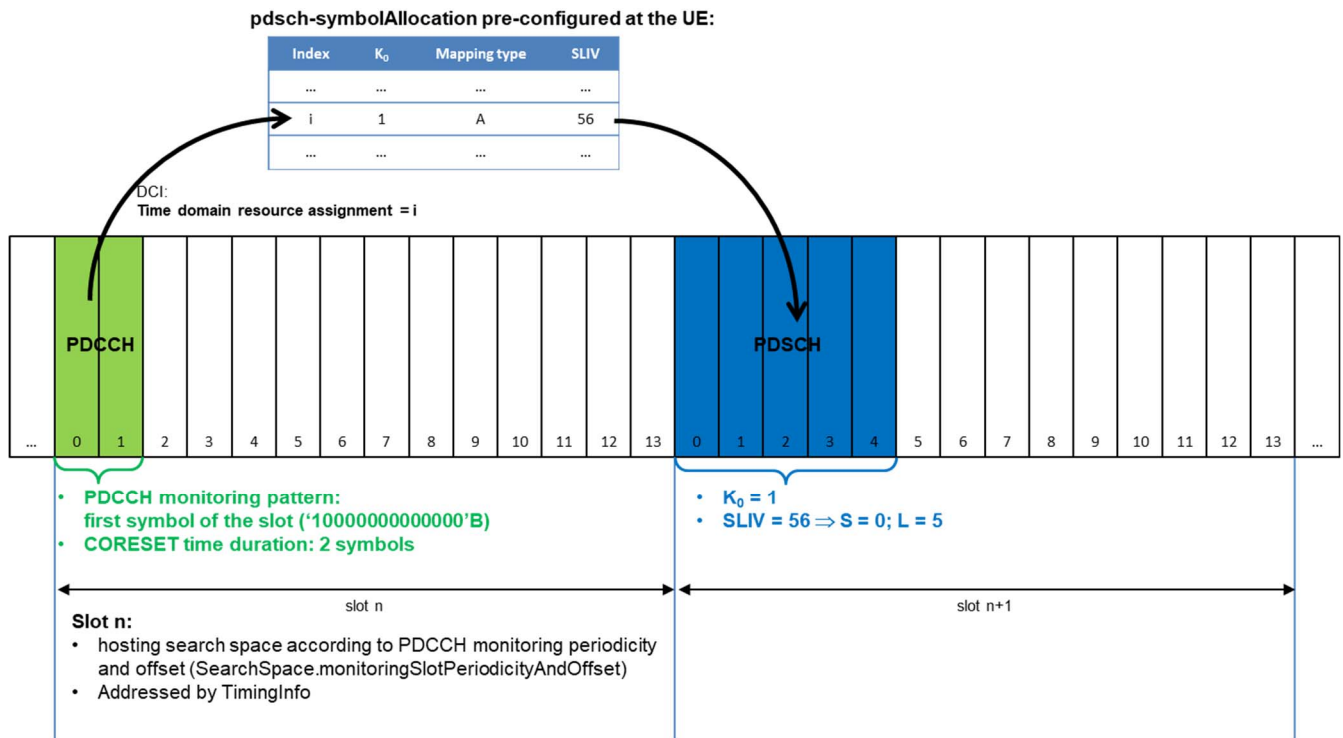 pdsch-symbolAllocation pre-configured at the UE:
Index K₀ Mapping type SLIV
... ... ... ...
i 1 A 56
... ... ... ...
DCI:
Time domain resource assignment = i
PDCCH PDSCH
... 0 1 2 3 4 5 6 7 8 9 10 11 12 13 0 1 2 3 4 5 6 7 8 9 10 11 12 13 ...
• PDCCH monitoring pattern:
first symbol of the slot (‘10000000000000’B)
• CORESET time duration: 2 symbols
• K₀ = 1
• SLIV = 56 ⇒ S = 0; L = 5
slot n slot n+1
Slot n:
• hosting search space according to PDCCH monitoring periodicity
and offset (SearchSpace.monitoringSlotPeriodicityAndOffset)
• Addressed by TimingInfo